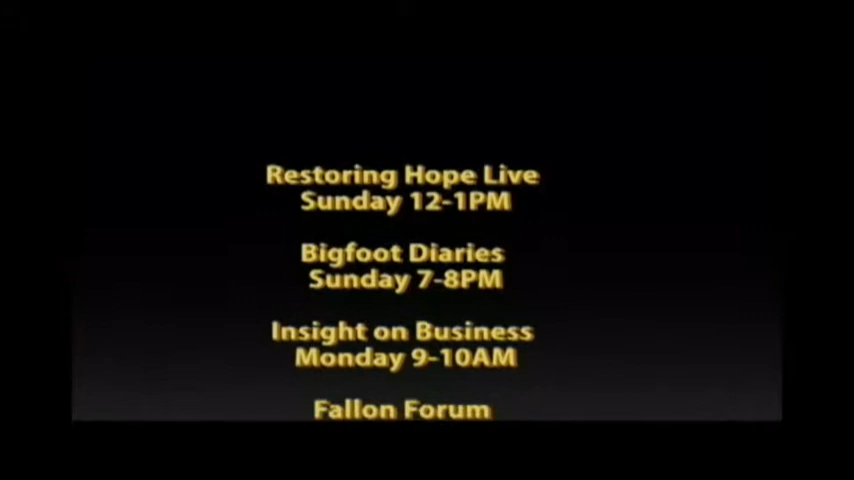 Restoring Hope Live
Sunday 12-1PM
Bigfoot Diaries
Sunday 7-8PM
Insight on Business
Monday 9-10AM
Fallon Forum